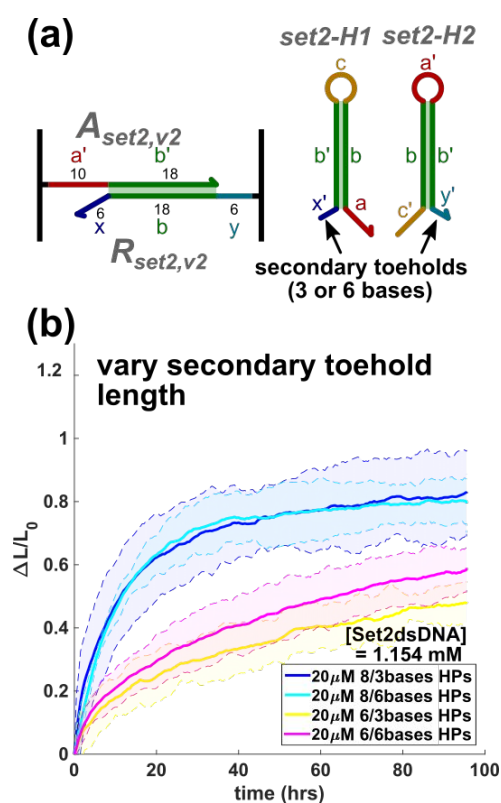 (a)
set2-H1 set2-H2
c a'
A_set2,v2
a' b'
10 18
b' b b b'
x' a c' y'
6 18 6
x b y
R_set2,v2
secondary toeholds
(3 or 6 bases)
(b)
vary secondary toehold
length
1.2
1
0.8
0.6
0.4
0.2
0
ΔL/L_0
[Set2dsDNA]
= 1.154 mM
20μM 8/3bases HPs
20μM 8/6bases HPs
20μM 6/3bases HPs
20μM 6/6bases HPs
0 20 40 60 80 100
time (hrs)